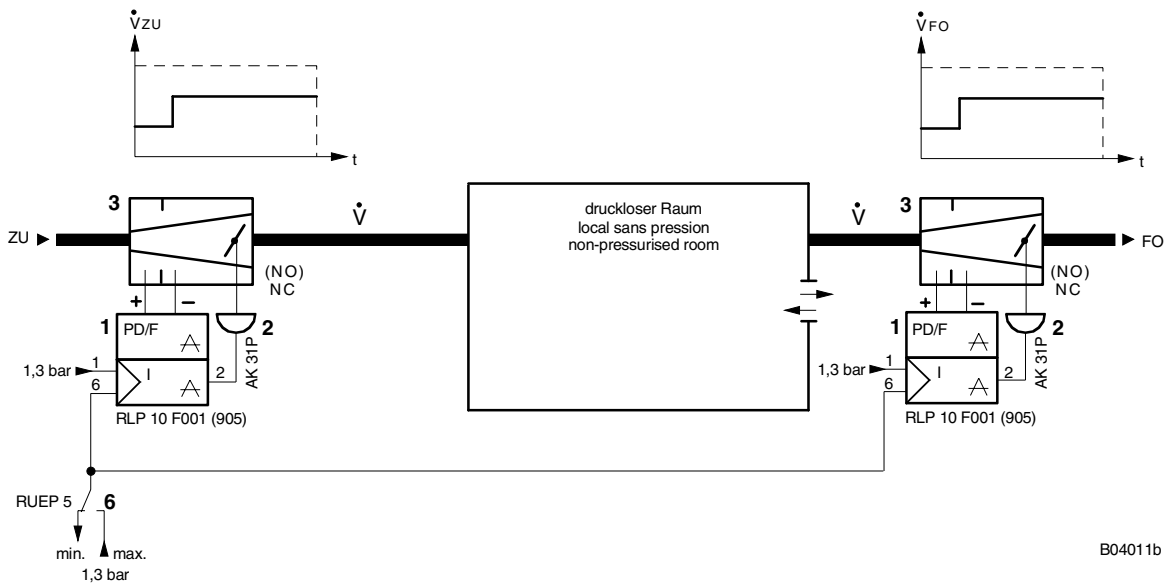 V̇ZU
t
V̇FO
t
3
ZU
V̇
druckloser Raum
local sans pression
non-pressurised room
V̇
3
FO
(NO)
NC
+
–
1
PD/F
2
AK 31P
1,3 bar
1
6
I
2
RLP 10 F001 (905)
(NO)
NC
+
–
1
PD/F
2
AK 31P
1,3 bar
1
6
I
2
RLP 10 F001 (905)
RUEP 5
6
min.
max.
1,3 bar
B04011b